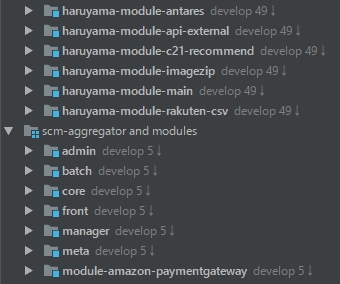 haruyama-module-antares develop 49↓
haruyama-module-api-external develop 49↓
haruyama-module-c21-recommend develop 49↓
haruyama-module-imagezip develop 49↓
haruyama-module-main develop 49↓
haruyama-module-rakuten-csv develop 49↓
scm-aggregator and modules
admin develop 5↓
batch develop 5↓
core develop 5↓
front develop 5↓
manager develop 5↓
meta develop 5↓
module-amazon-paymentgateway develop 5↓